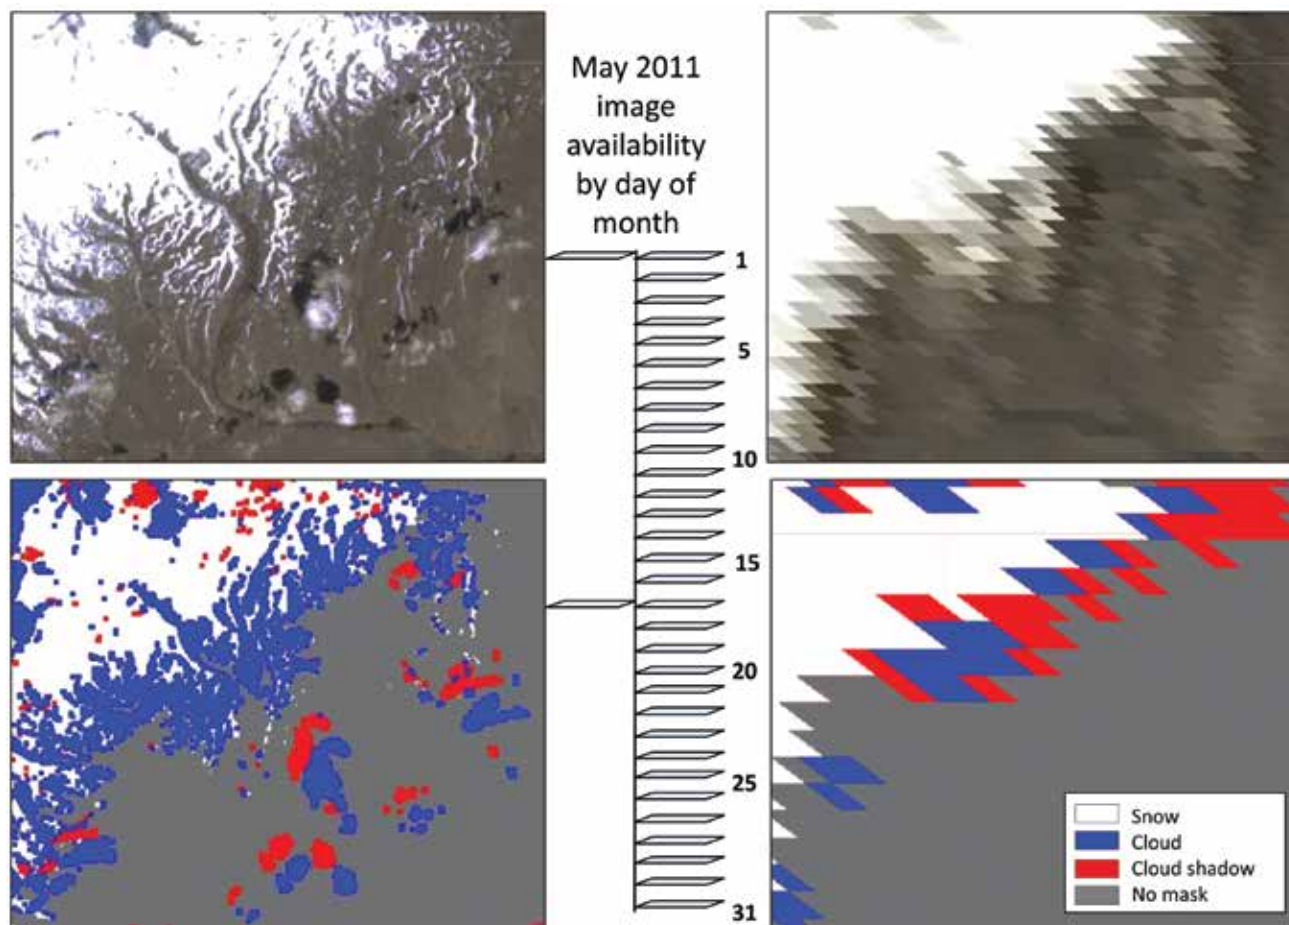 May 2011
image
availability
by day of
month
1
5
10
15
20
25
31
Snow
Cloud
Cloud shadow
No mask